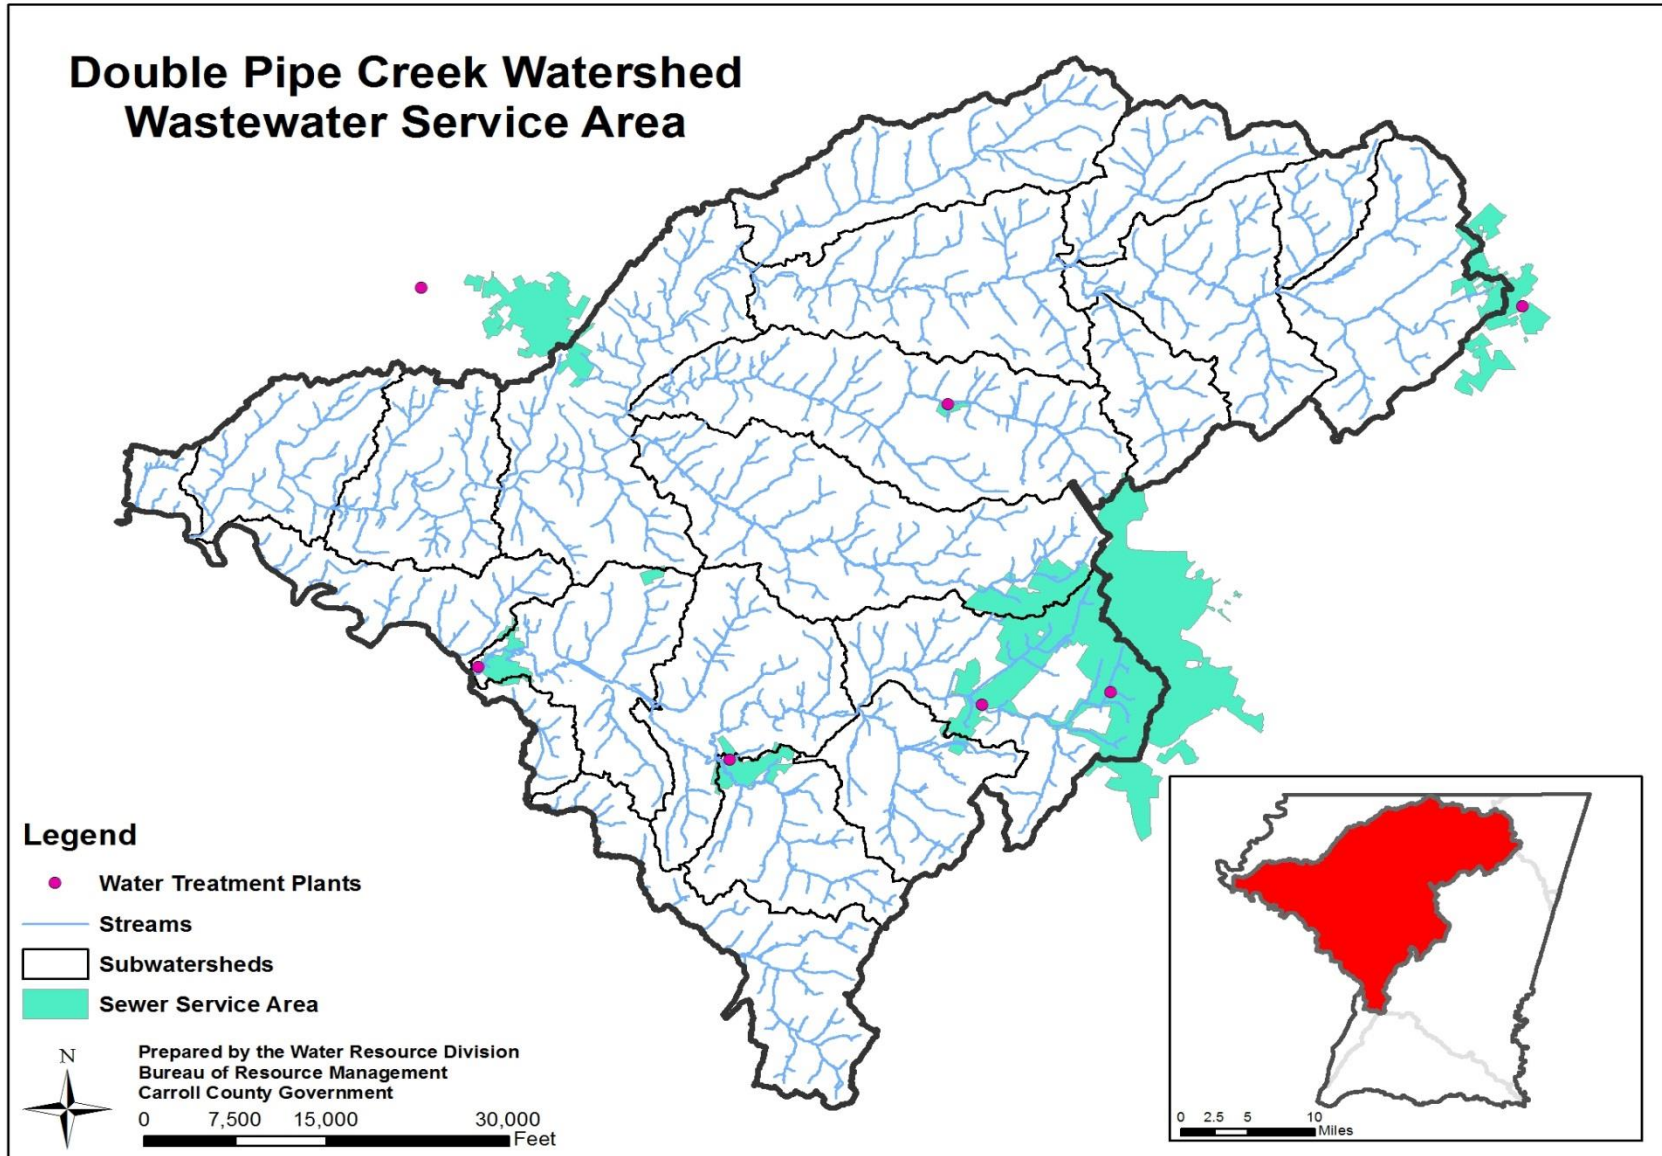 Double Pipe Creek Watershed
Wastewater Service Area
Legend
Water Treatment Plants
Streams
Subwatersheds
Sewer Service Area
N
Prepared by the Water Resource Division
Bureau of Resource Management
Carroll County Government
0 7,500 15,000 30,000
Feet
0 2.5 5 10
Miles